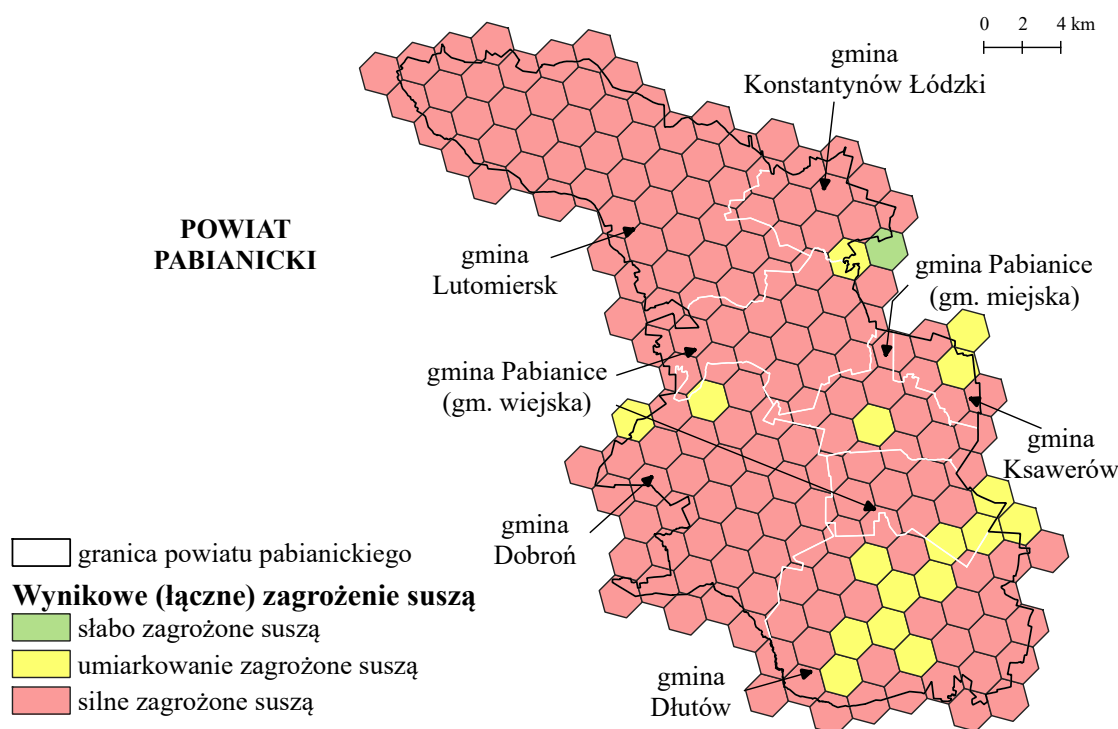 0 2 4 km
gmina
Konstantynów Łódzki
POWIAT
PABIANICKI
gmina
Lutomiersk
gmina Pabianice
(gm. miejska)
gmina Pabianice
(gm. wiejska)
gmina
Ksawerów
gmina
Dobroń
granica powiatu pabianickiego
Wynikowe (łączne) zagrożenie suszą
słabo zagrożone suszą
umiarkowanie zagrożone suszą
silne zagrożone suszą
gmina
Dłutów